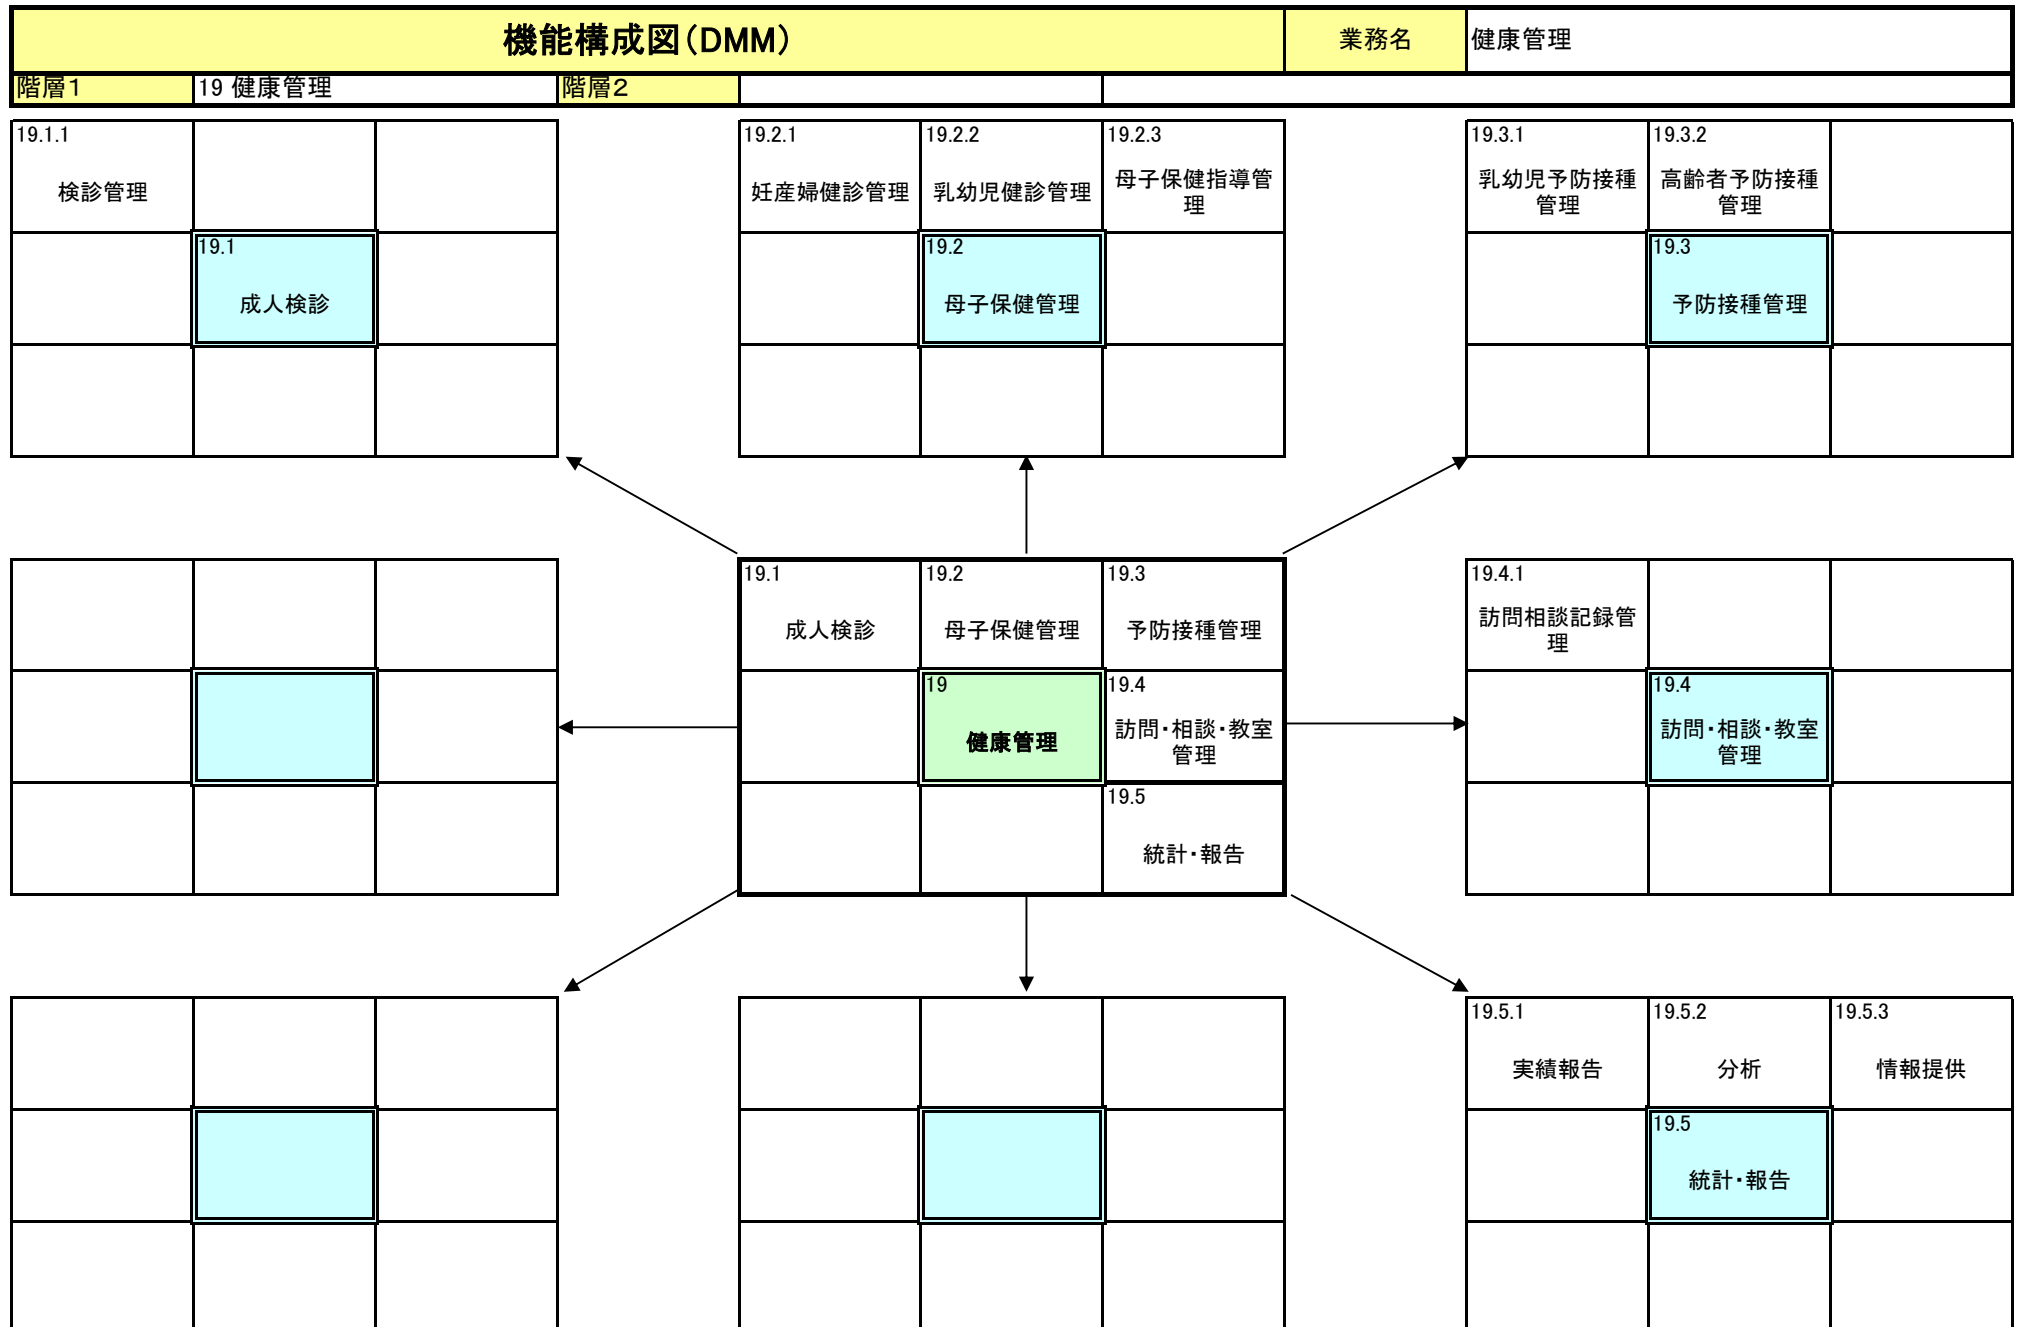 機能構成図(DMM)
業務名
健康管理
階層1
19 健康管理
階層2
19.1.1
検診管理
19.1
成人検診
19.2.1
妊産婦健診管理
19.2.2
乳幼児健診管理
19.2.3
母子保健指導管
理
19.2
母子保健管理
19.3.1
乳幼児予防接種
管理
19.3.2
高齢者予防接種
管理
19.3
予防接種管理
19.1
成人検診
19.2
母子保健管理
19.3
予防接種管理
19
健康管理
19.4
訪問・相談・教室
管理
19.5
統計・報告
19.4.1
訪問相談記録管
理
19.4
訪問・相談・教室
管理
19.5.1
実績報告
19.5.2
分析
19.5.3
情報提供
19.5
統計・報告